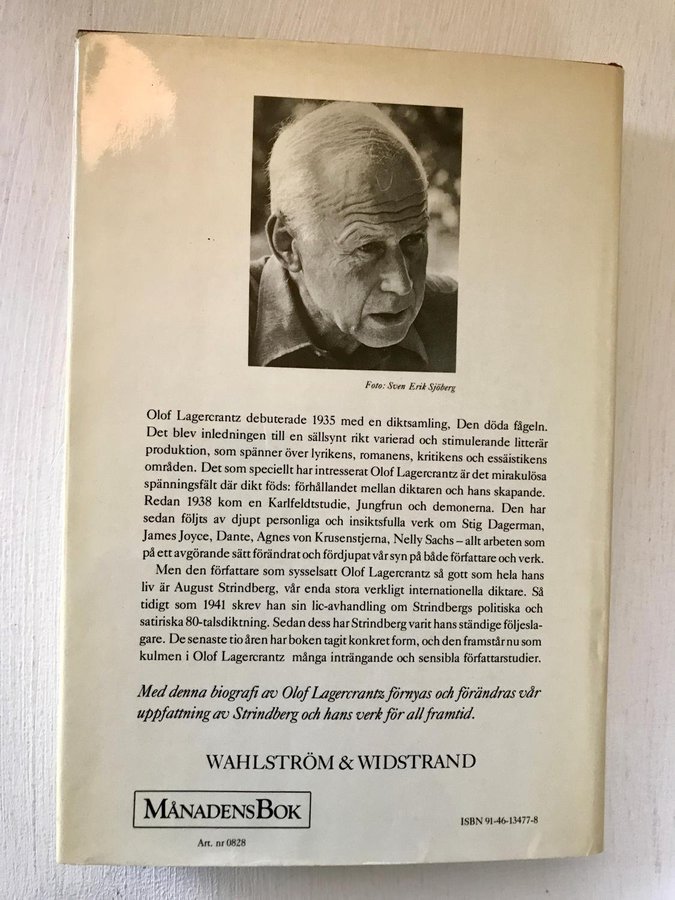 Foto: Sven Erik Sjöberg
Olof Lagercrantz debuterade 1935 med en diktsamling, Den döda fågeln.
Det blev inledningen till en sällsynt rikt varierad och stimulerande litterär
produktion, som spänner över lyrikens, romanens, kritikens och essäistikens
områden. Det som speciellt har intresserat Olof Lagercrantz är det mirakulösa
spänningsfält där dikt föds: förhållandet mellan diktaren och hans skapande.
Redan 1938 kom en Karlfeldtstudie, Jungfrun och demonerna. Den har
sedan följts av djupt personliga och insiktsfulla verk om Stig Dagerman,
James Joyce, Dante, Agnes von Krusenstjerna, Nelly Sachs – allt arbeten som
på ett avgörande sätt förändrat och fördjupat vår syn på både författare och verk.
Men den författare som sysselsatt Olof Lagercrantz så gott som hela hans
liv är August Strindberg, vår enda stora verkligt internationella diktare. Så
tidigt som 1941 skrev han sin lic-avhandling om Strindbergs politiska och
satiriska 80-talsdiktning. Sedan dess har Strindberg varit hans ständige följesla-
gare. De senaste tio åren har boken tagit konkret form, och den framstår nu som
kulmen i Olof Lagercrantz många inträngande och sensibla författarstudier.
Med denna biografi av Olof Lagercrantz förnyas och förändras vår
uppfattning av Strindberg och hans verk för all framtid.
WAHLSTRÖM & WIDSTRAND
MÅNADENSBOK
ISBN 91-46-13477-8
Art. nr 0828